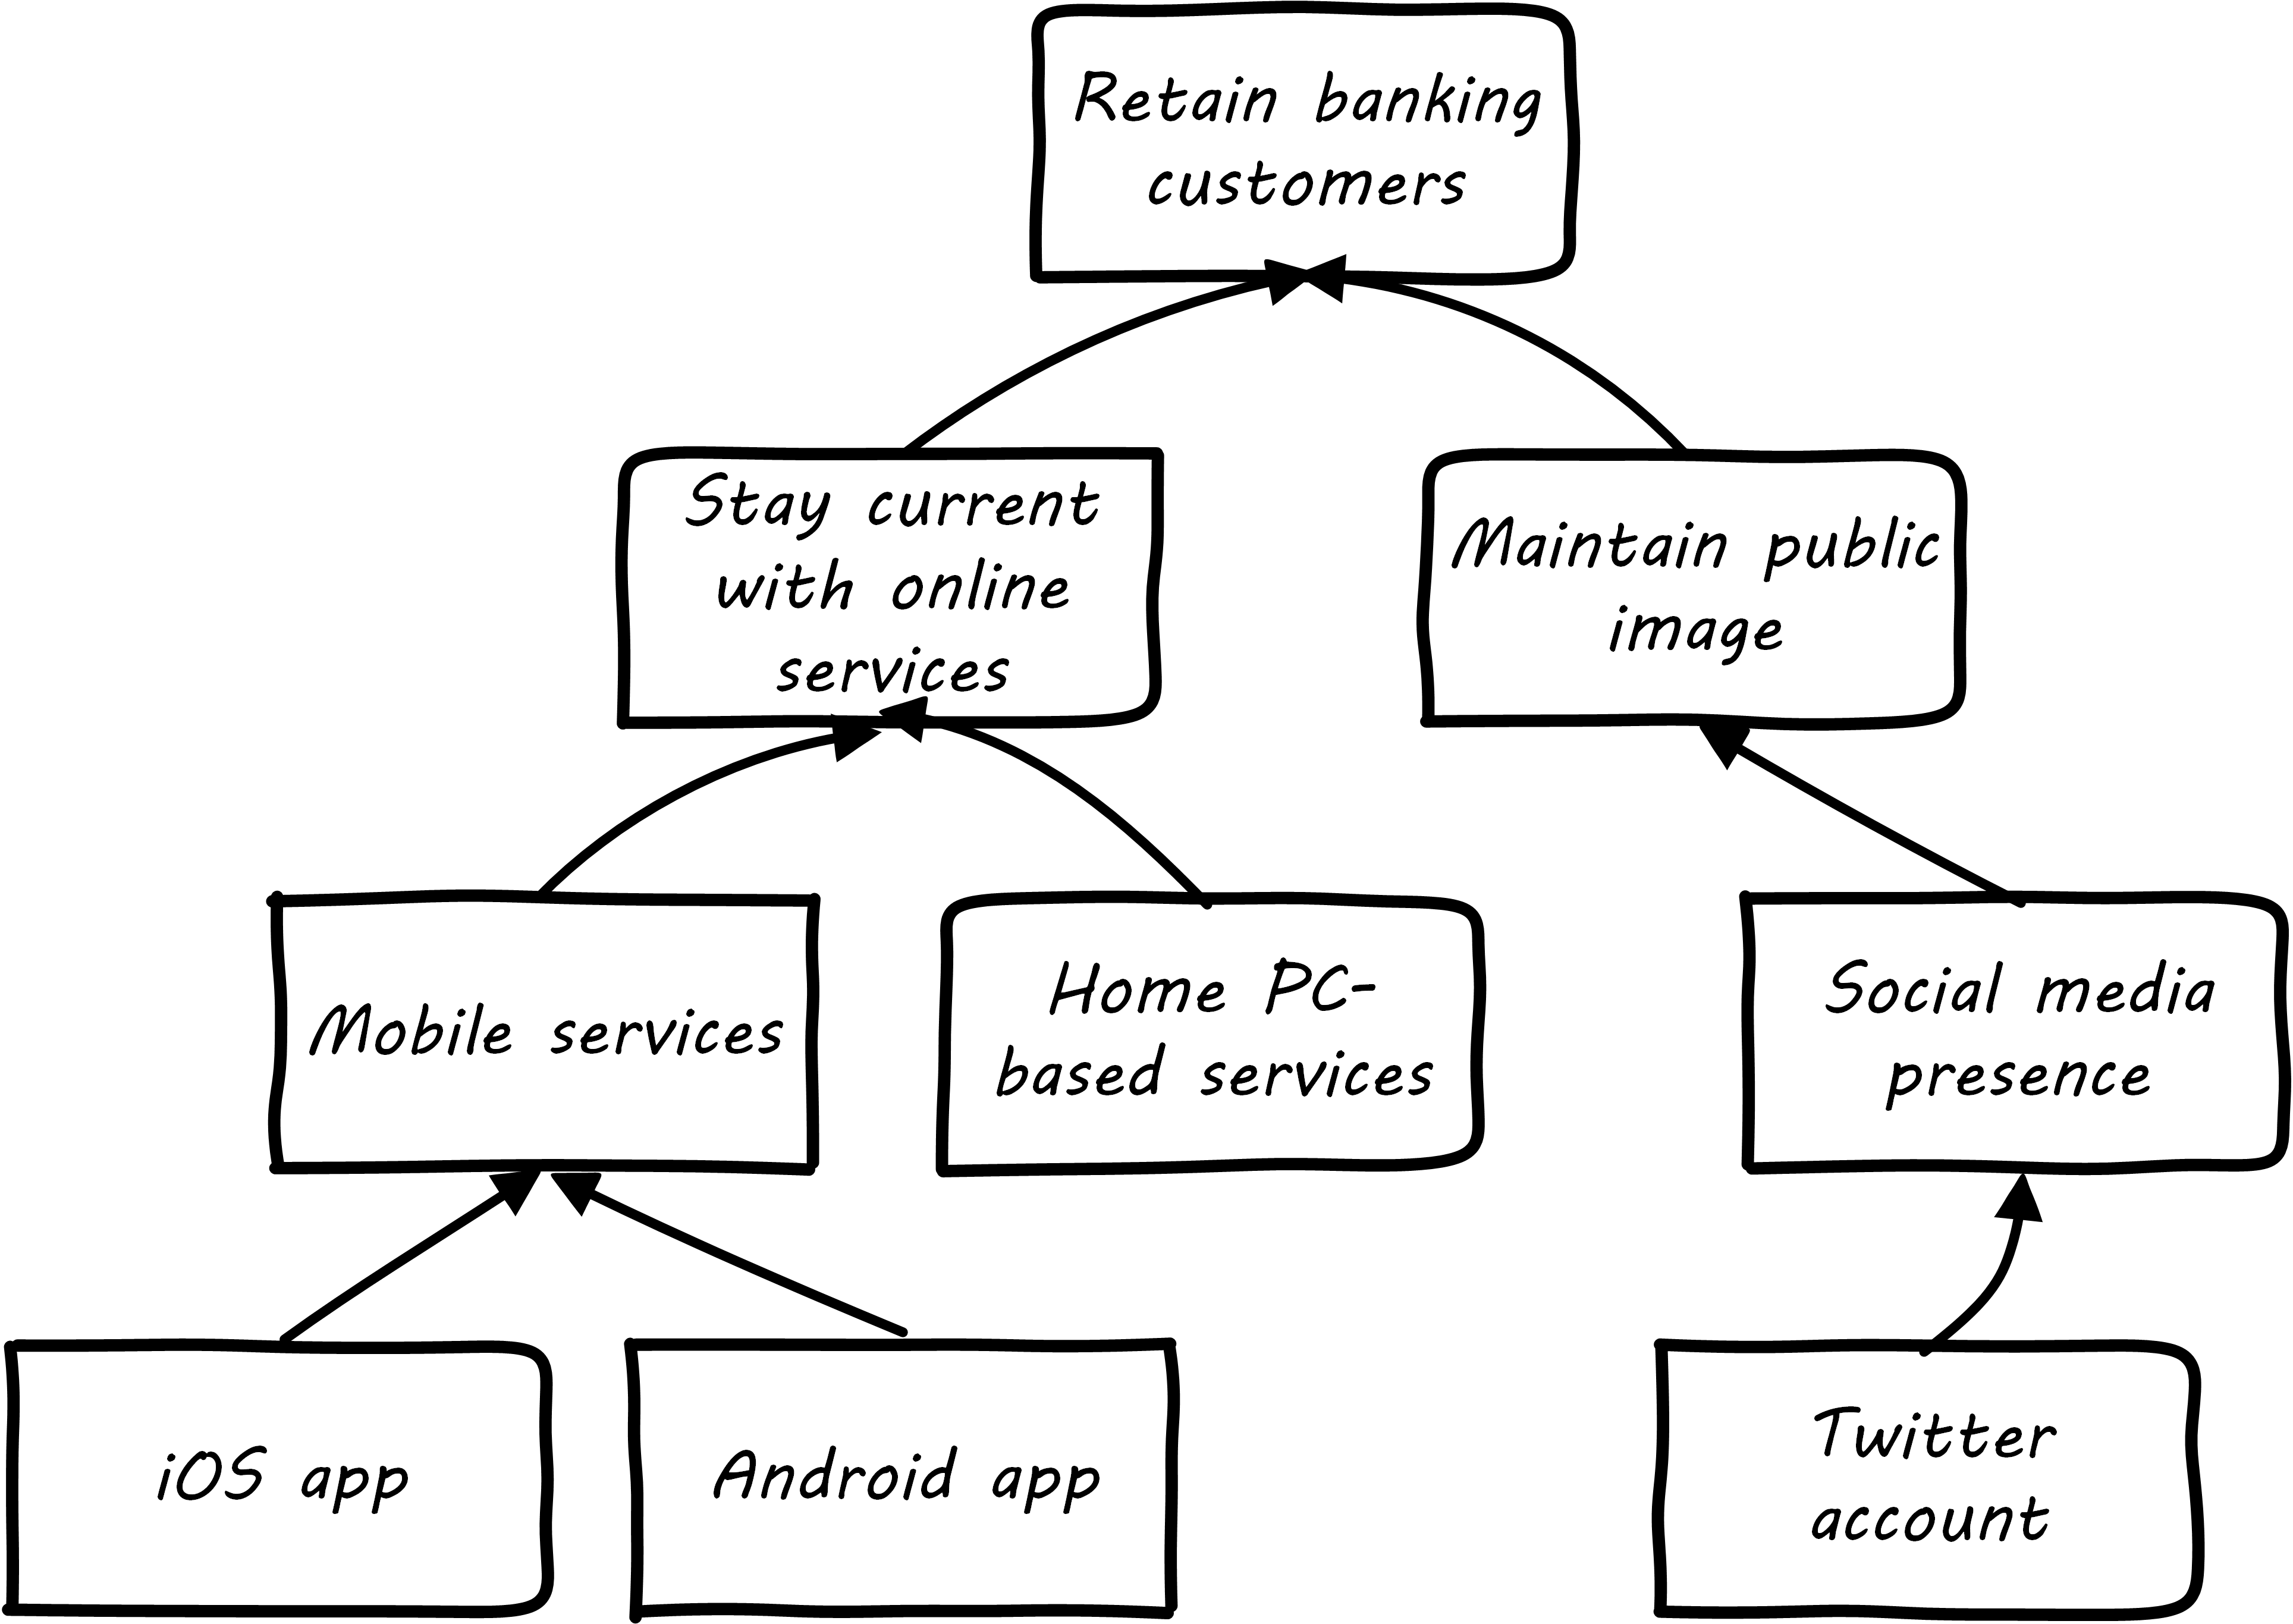 Retain banking
customers
Stay current
with online
services
Maintain public
image
Mobile services
Home PC-
based services
Social media
presence
iOS app
Android app
Twitter
account